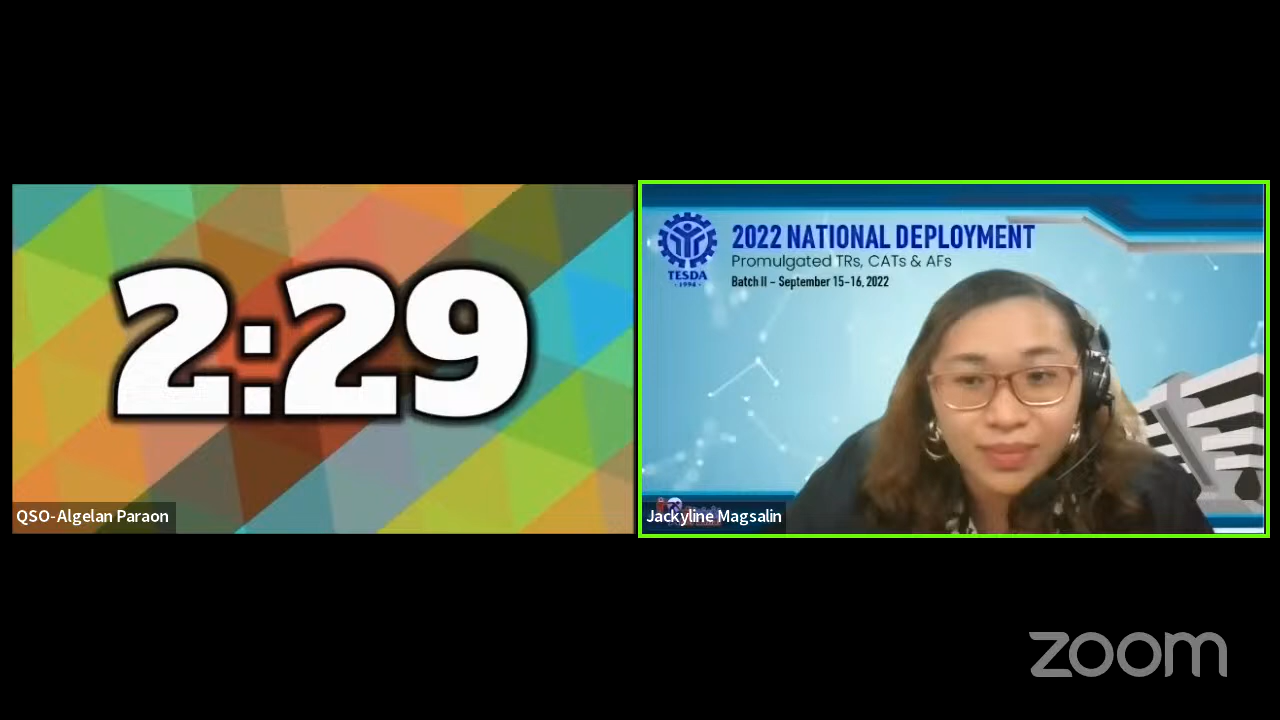 2:29
QSO-Algelan Paraon
TESDA
· 1994 ·
2022 NATIONAL DEPLOYMENT
Promulgated TRs, CATs & AFs
Batch II – September 15-16, 2022
Jackyline Magsalin
zoom